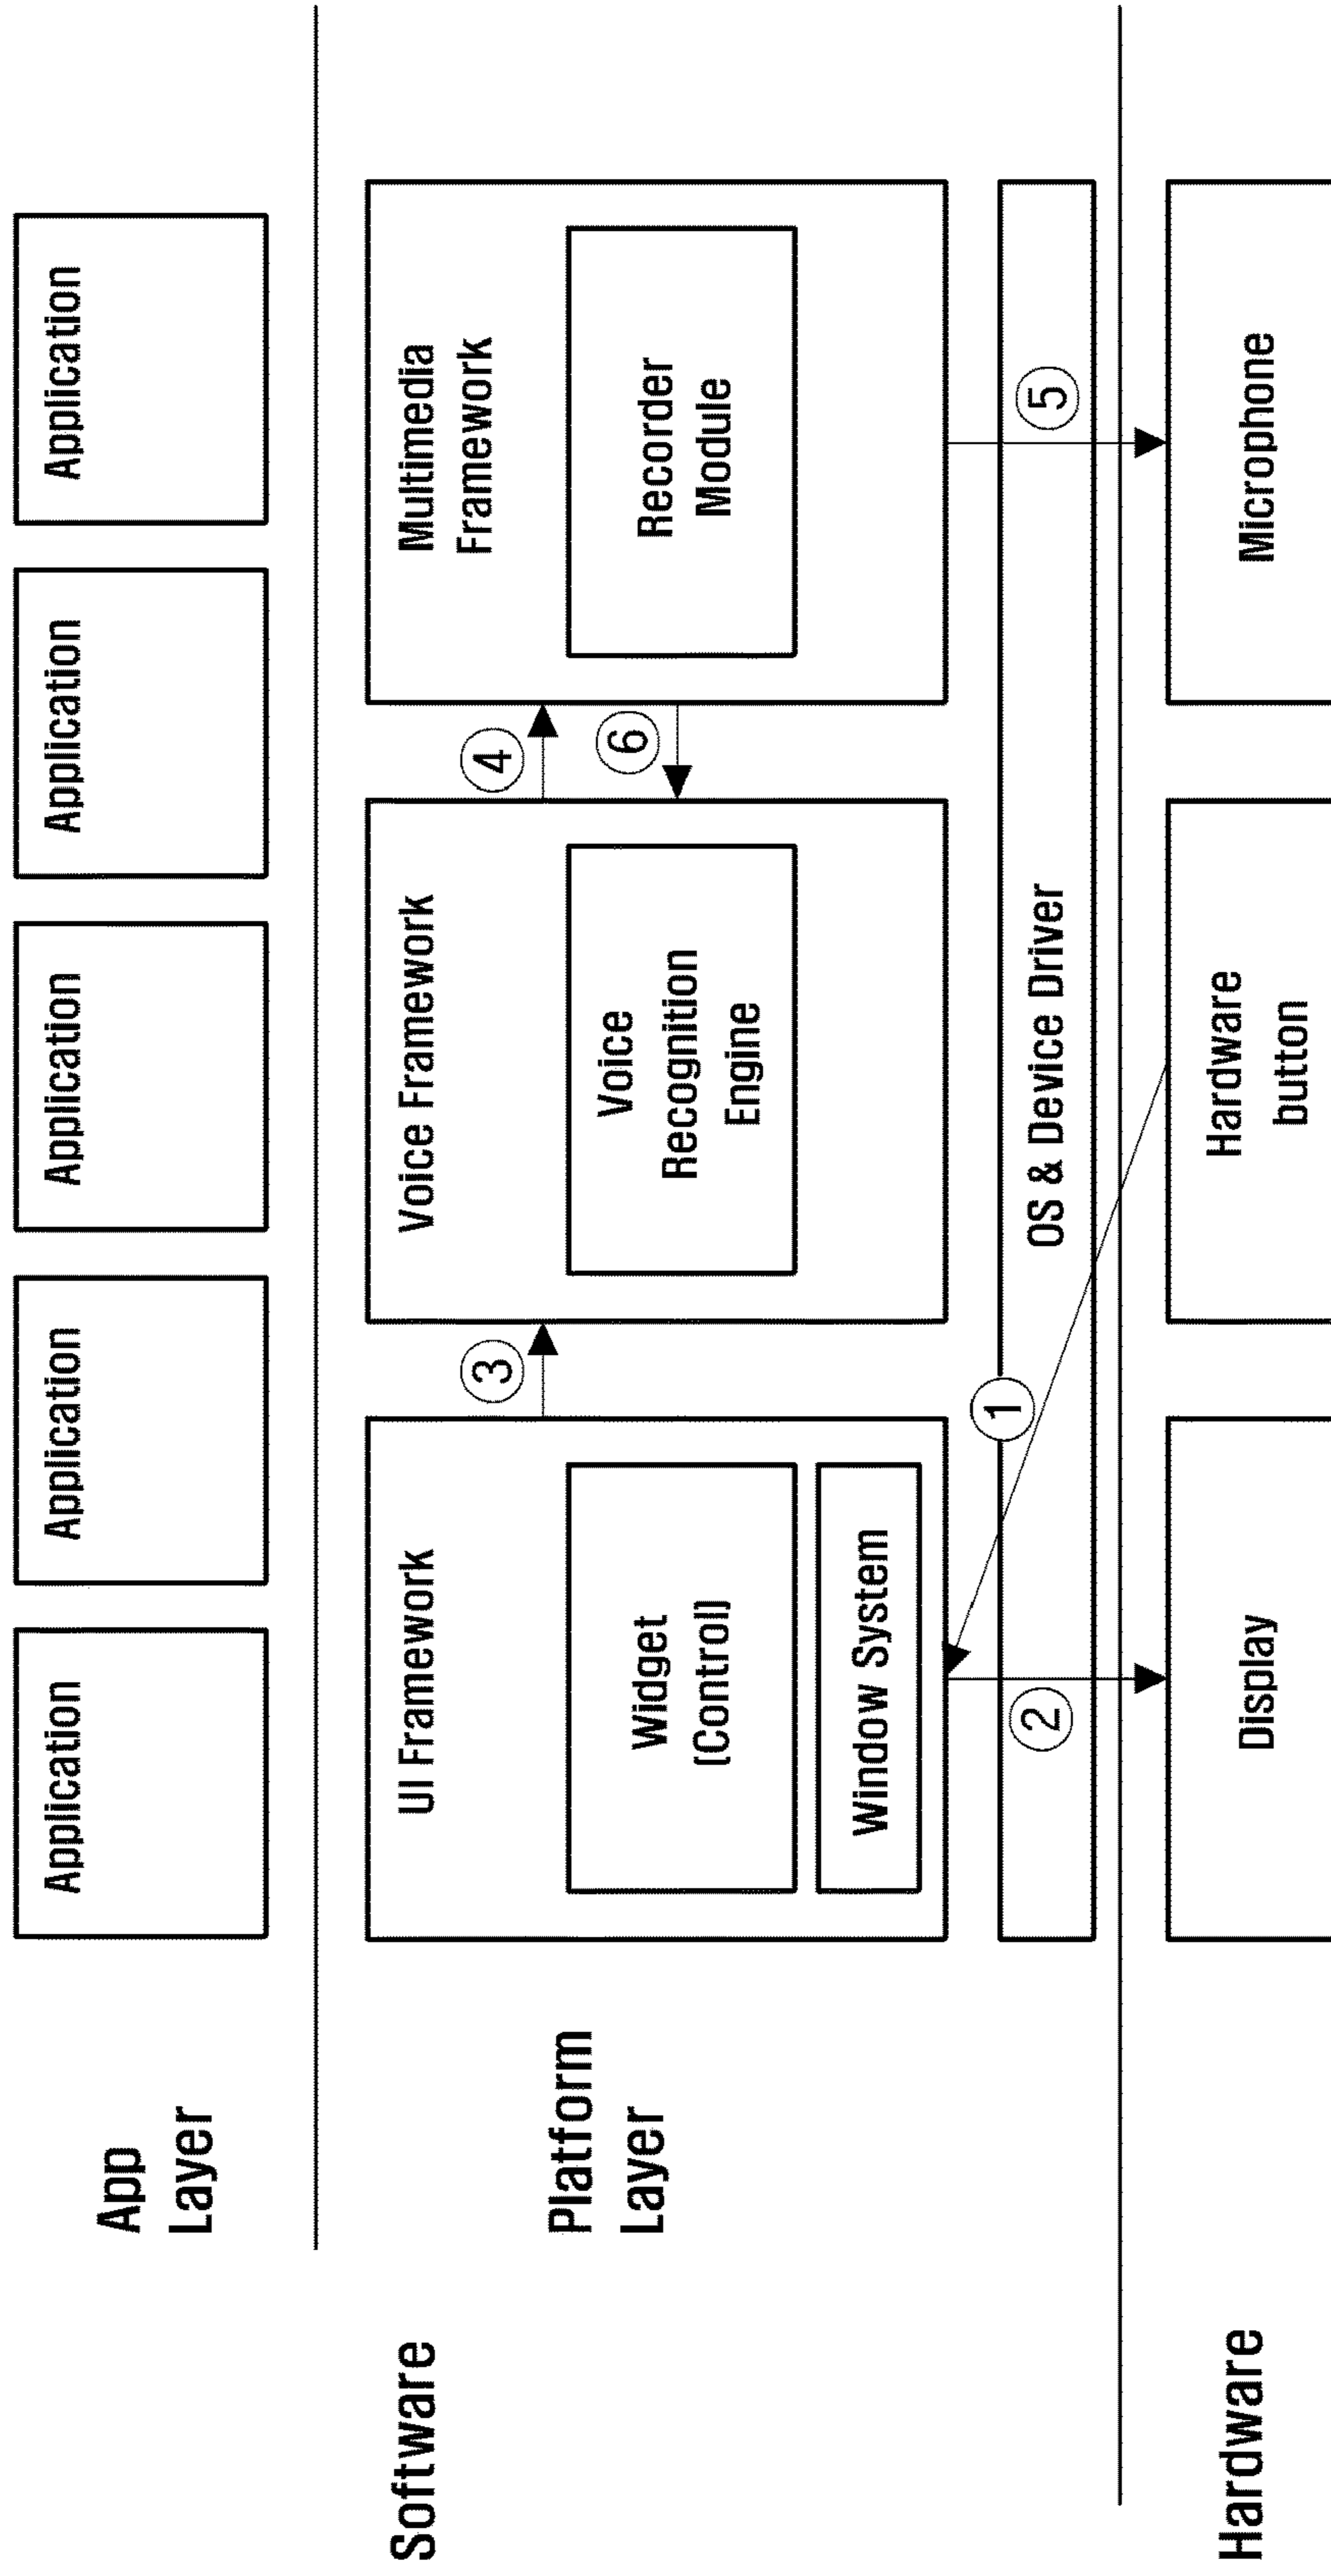 App
Layer
Application
Application
Application
Application
Application
Software
Platform
Layer
UI Framework
Widget
(Control)
Window System
3
Voice Framework
Voice
Recognition
Engine
4
6
Multimedia
Framework
Recorder
Module
OS & Device Driver
2
1
5
Hardware
Display
Hardware
button
Microphone